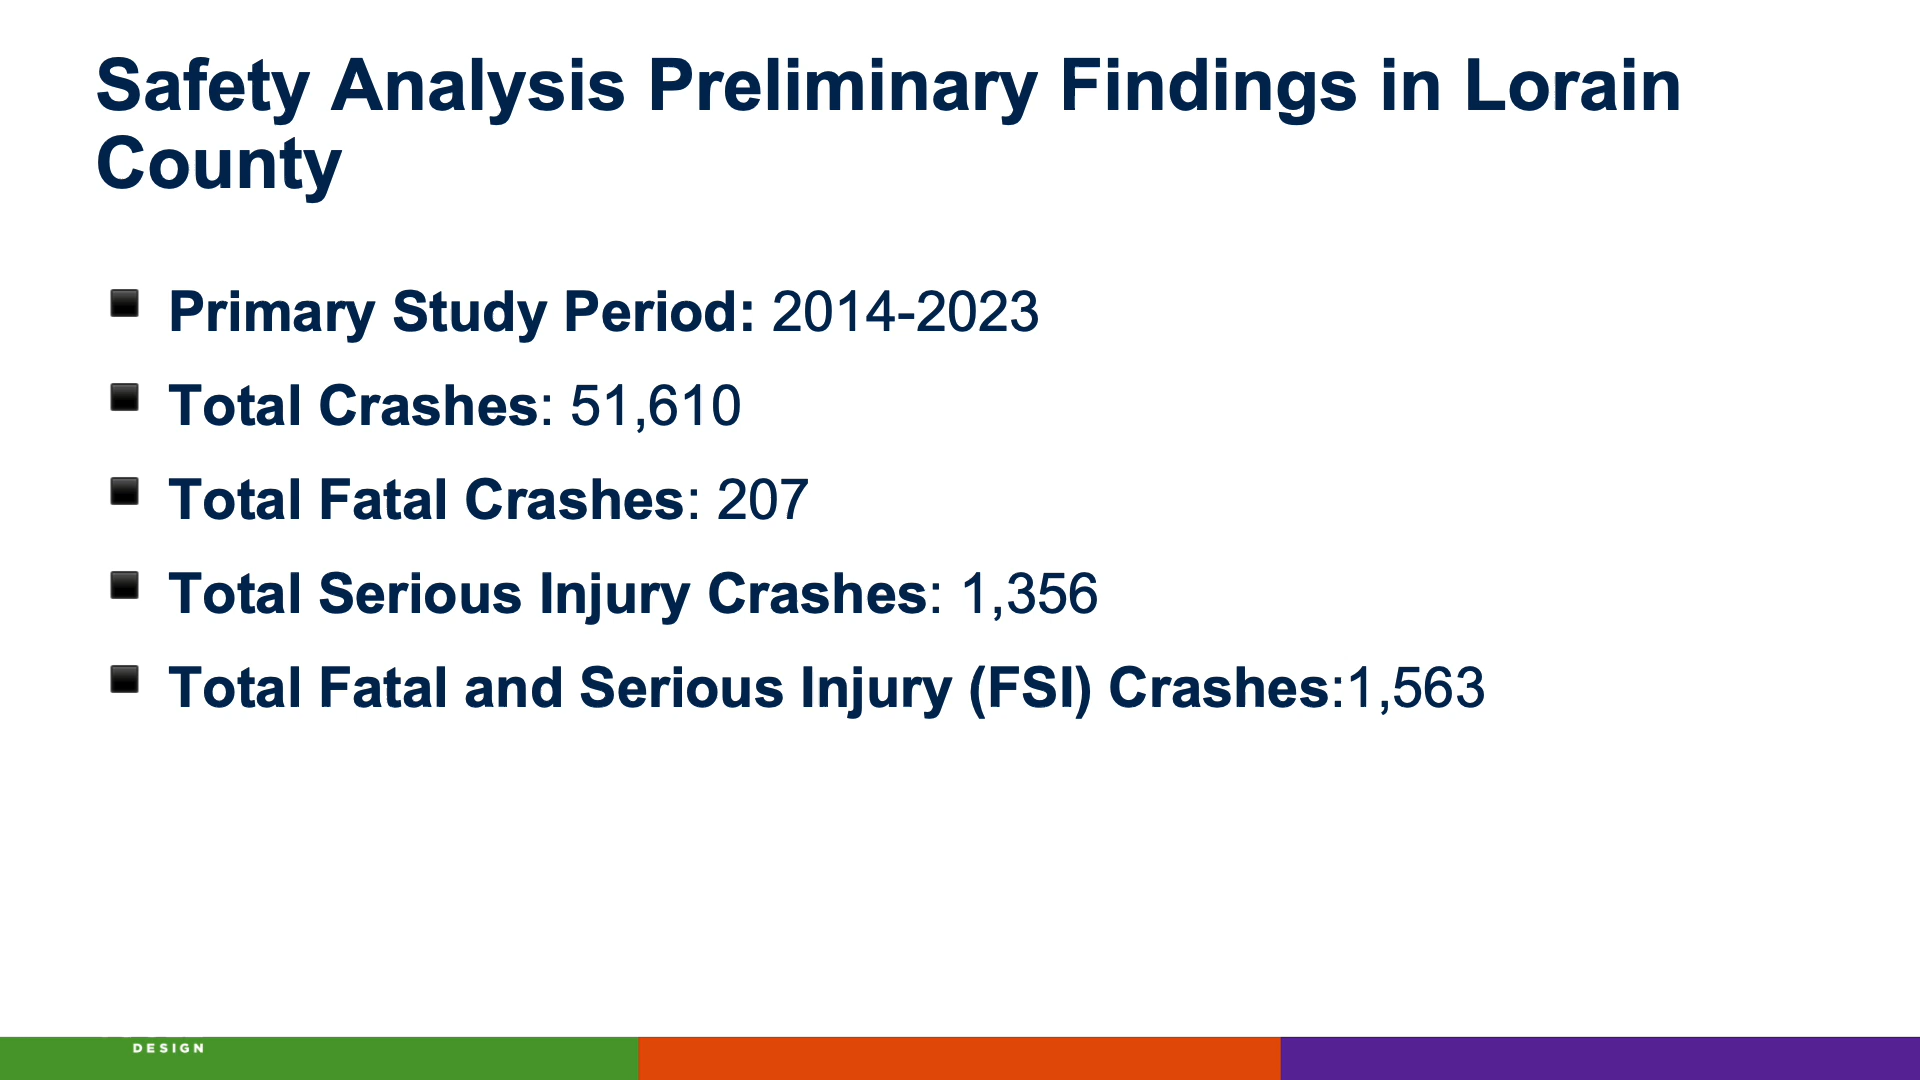 Safety Analysis Preliminary Findings in Lorain
County
Primary Study Period: 2014-2023
Total Crashes: 51,610
Total Fatal Crashes: 207
Total Serious Injury Crashes: 1,356
Total Fatal and Serious Injury (FSI) Crashes:1,563
DESIGN